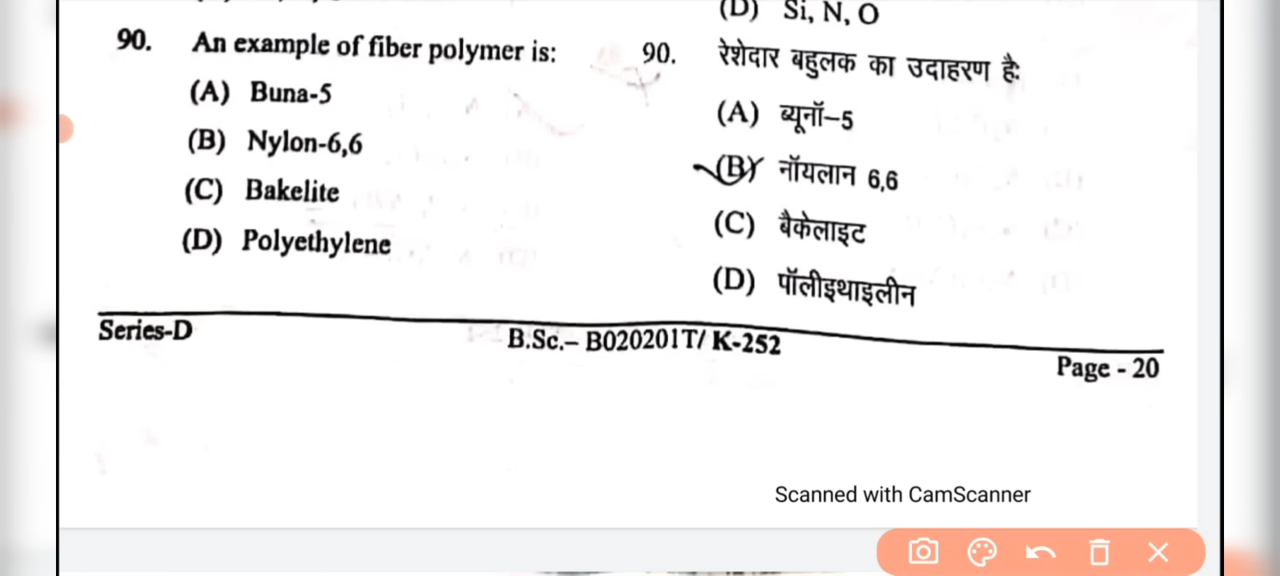 (D) Si, N, O
90. An example of fiber polymer is:
(A) Buna-5
(B) Nylon-6,6
(C) Bakelite
(D) Polyethylene
90. रेशेदार बहुलक का उदाहरण है:
(A) ब्यूनॉ–5
(B) नॉयलान 6,6
(C) बैकेलाइट
(D) पॉलीइथाइलीन
Series-D B.Sc.– B020201T/ K-252 Page - 20
Scanned with CamScanner